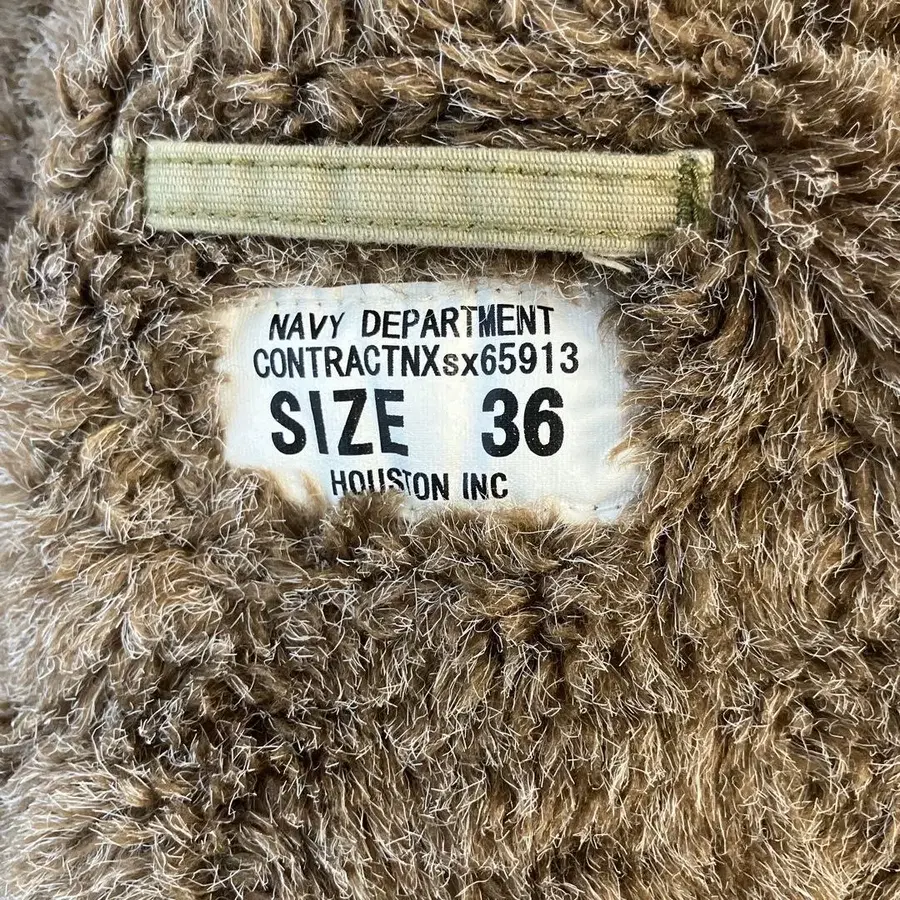 NAVY DEPARTMENT
CONTRACTNXsx65913
SIZE 36
HOUSTON INC